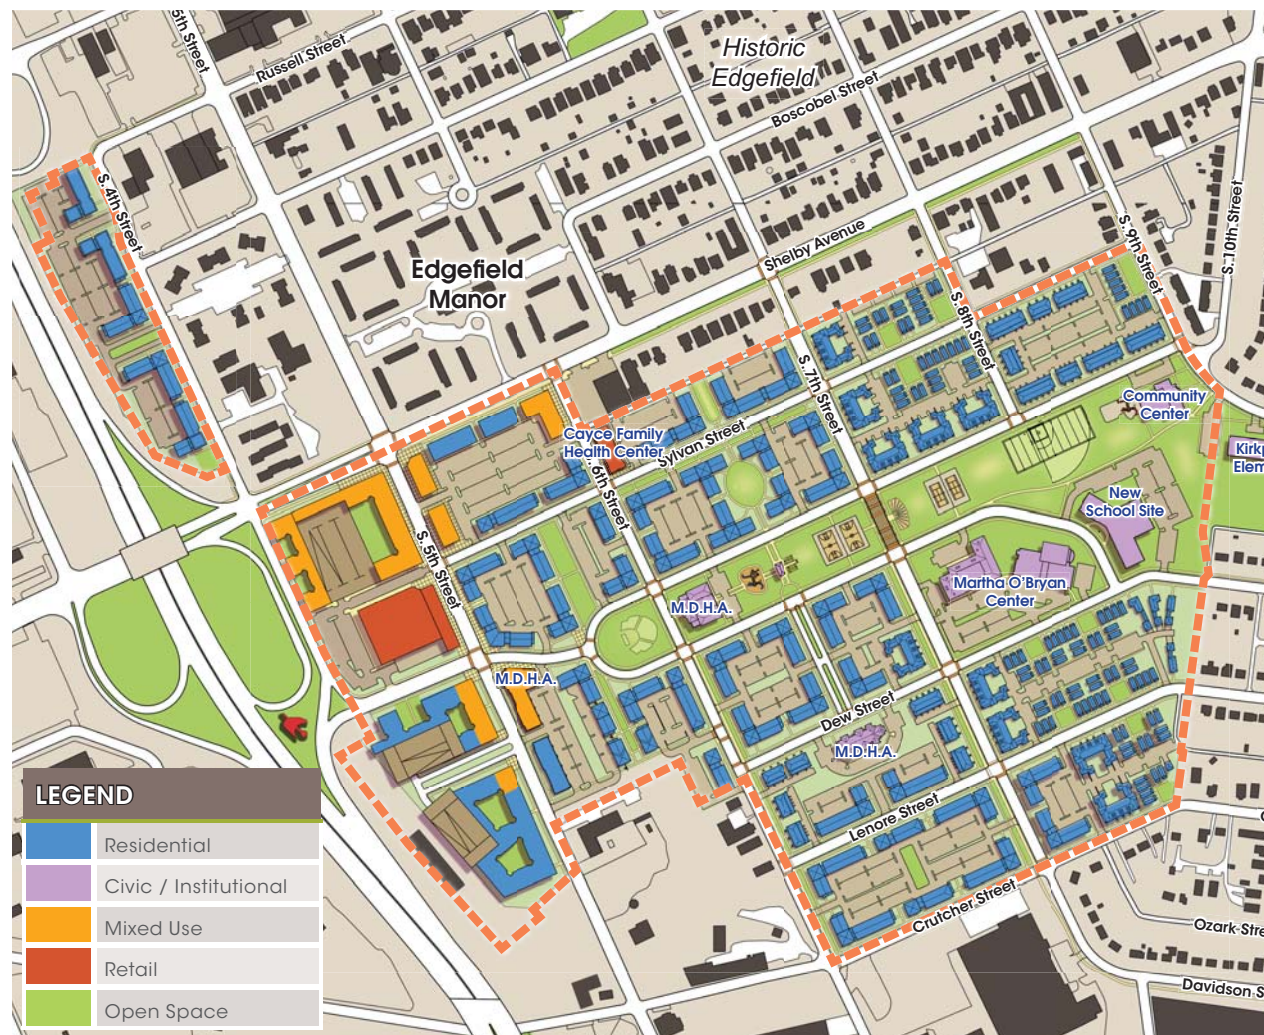 5th Street
Russell Street
Historic
Edgefield
Boscobel Street
S. 4th Street
S. 10th Street
S. 9th Street
Shelby Avenue
Edgefield
Manor
S. 8th Street
S. 7th Street
Community
Center
Cayce Family
Health Center
Sylvan Street
Kirkp
Elem
S. 6th Street
New
School Site
S. 5th Street
Martha O'Bryan
Center
M.D.H.A.
M.D.H.A.
Dew Street
M.D.H.A.
LEGEND
Residential
Civic / Institutional
Mixed Use
Retail
Open Space
Lenore Street
Crutcher Street
Ozark Stre
Davidson S